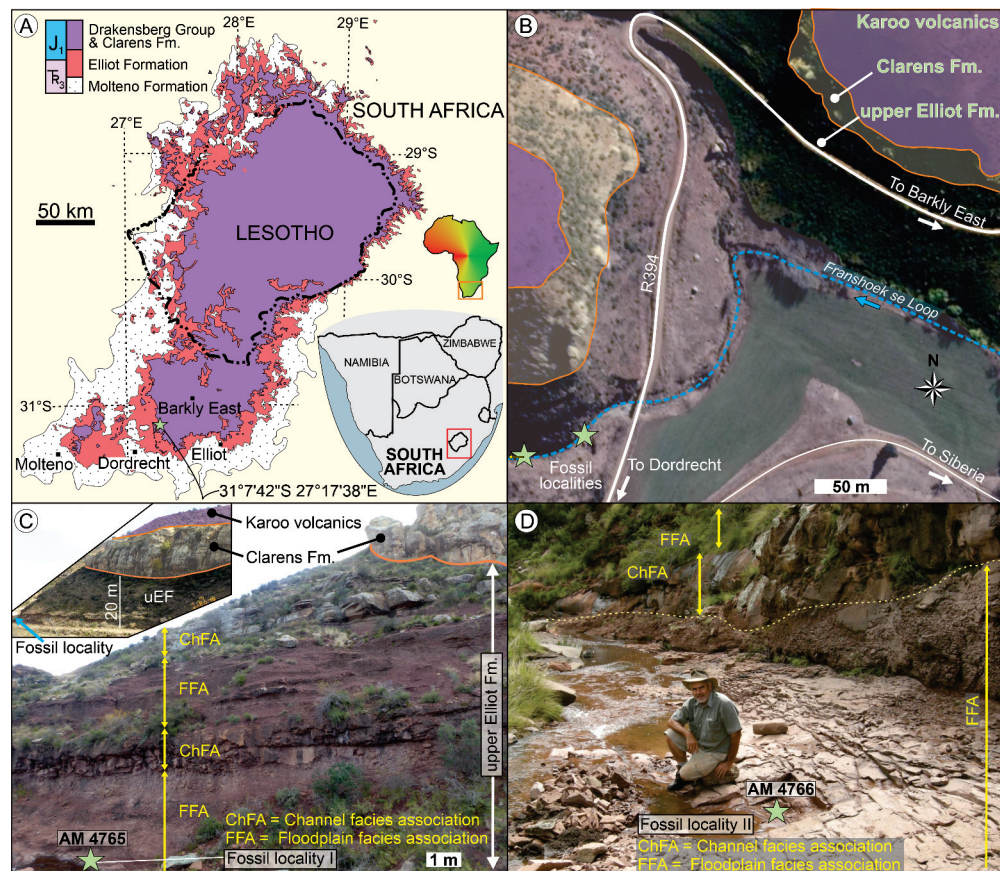 A
J1
TR3
Drakensberg Group
& Clarens Fm.
Elliot Formation
Molteno Formation
28°E
29°E
27°E
SOUTH AFRICA
29°S
50 km
LESOTHO
30°S
31°S
Barkly East
Molteno
Dordrecht
Elliot
31°7'42"S 27°17'38"E
NAMIBIA
ZIMBABWE
BOTSWANA
SOUTH
AFRICA
B
Karoo volcanics
Clarens Fm.
upper Elliot Fm.
To Barkly East
R394
Franshoek se Loop
N
Fossil
localities
To Dordrecht
To Siberia
50 m
C
Karoo volcanics
Clarens Fm.
20 m
uEF
Fossil locality
ChFA
FFA
ChFA
FFA
upper Elliot Fm.
ChFA = Channel facies association
FFA = Floodplain facies association
AM 4765
Fossil locality I
1 m
D
FFA
ChFA
FFA
AM 4766
Fossil locality II
ChFA = Channel facies association
FFA = Floodplain facies association